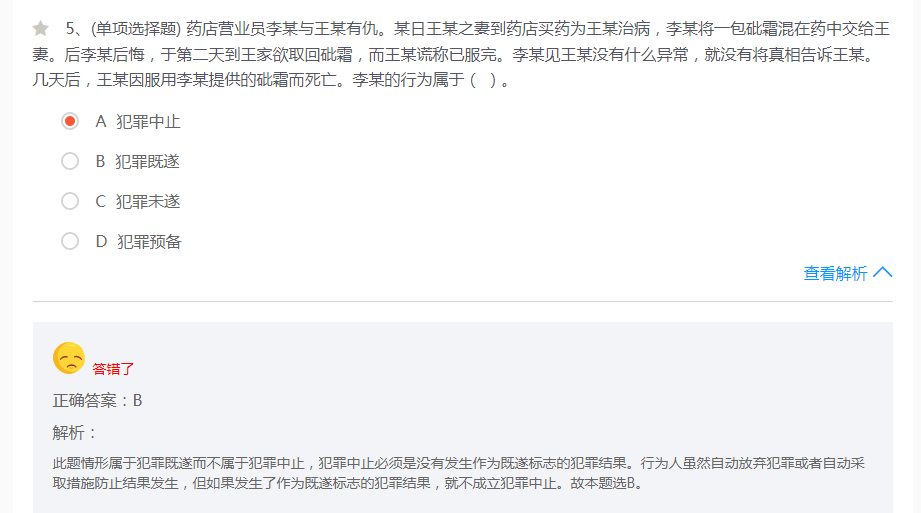 5、(单项选择题) 药店营业员李某与王某有仇。某日王某之妻到药店买药为王某治病，李某将一包砒霜混在药中交给王
妻。后李某后悔，于第二天到王家欲取回砒霜，而王某谎称已服完。李某见王某没有什么异常，就没有将真相告诉王某。
几天后，王某因服用李某提供的砒霜而死亡。李某的行为属于（ ）。
A 犯罪中止
B 犯罪既遂
C 犯罪未遂
D 犯罪预备
查看解析
答错了
正确答案：B
解析：
此题情形属于犯罪既遂而不属于犯罪中止，犯罪中止必须是没有发生作为既遂标志的犯罪结果。行为人虽然自动放弃犯罪或者自动采
取措施防止结果发生，但如果发生了作为既遂标志的犯罪结果，就不成立犯罪中止。故本题选B。